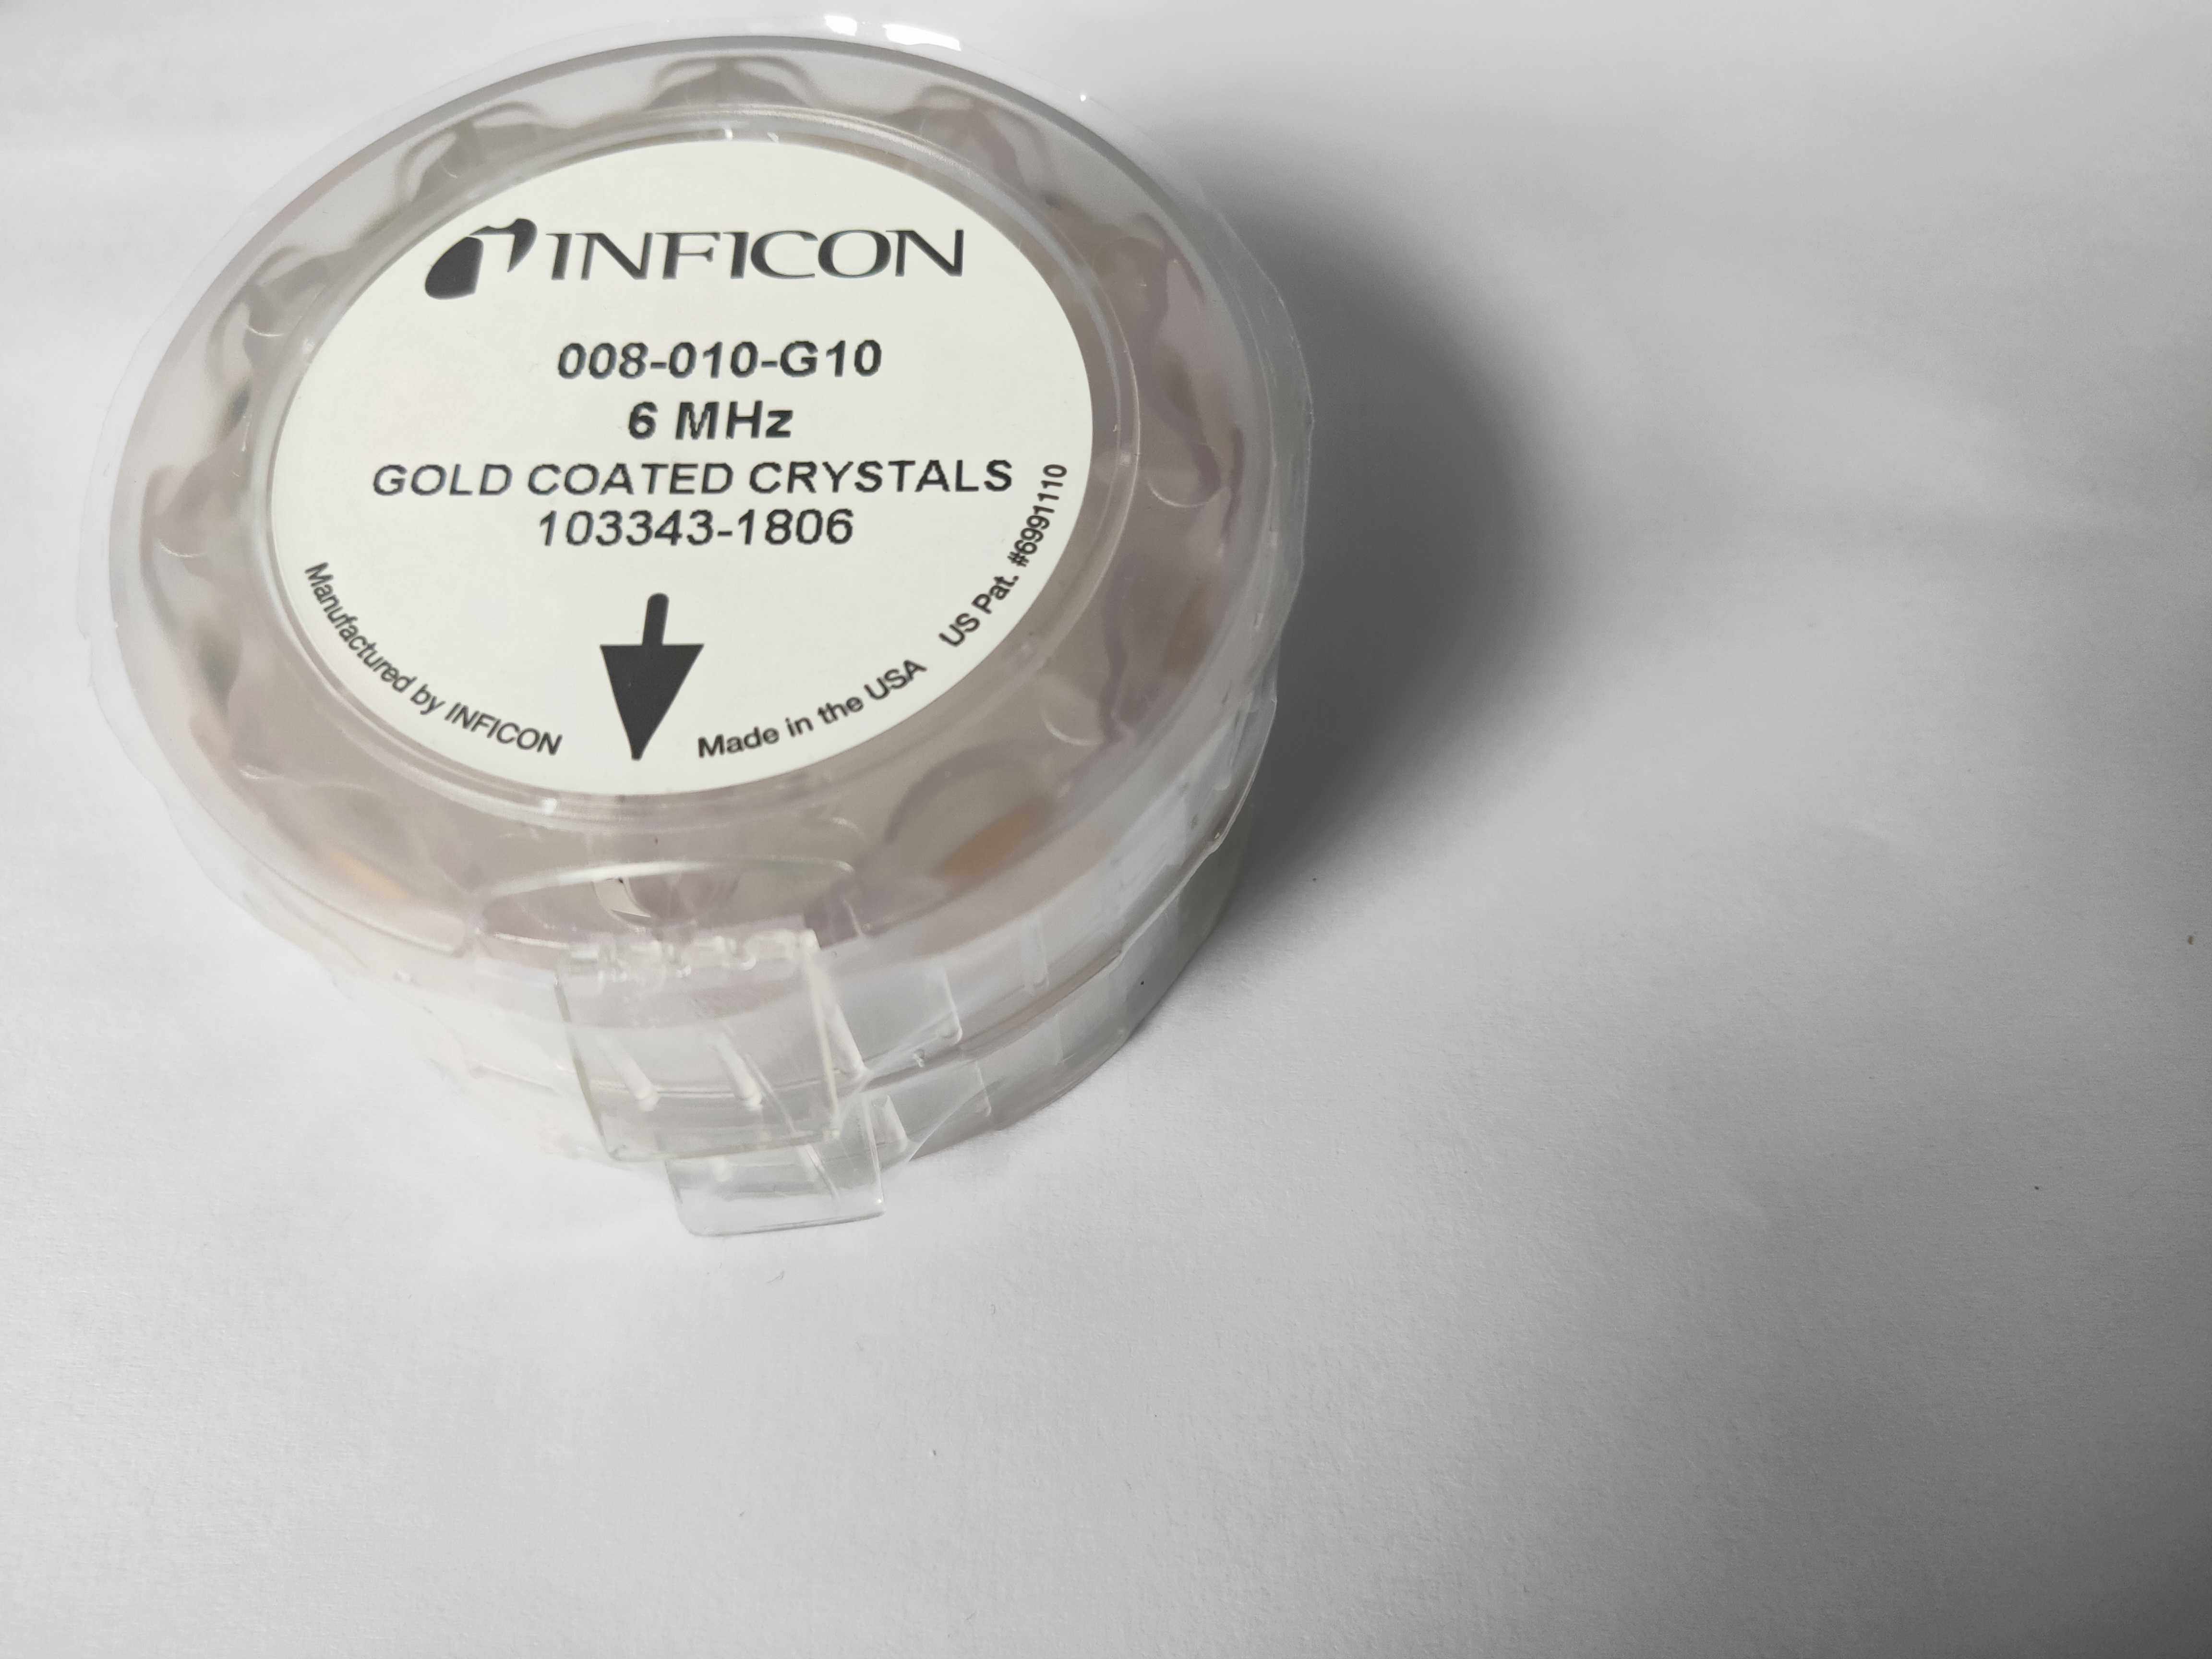 INFICON
008-010-G10
6 MHz
GOLD COATED CRYSTALS
103343-1806
Manufactured by INFICON
Made in the USA
US Pat. #6991110